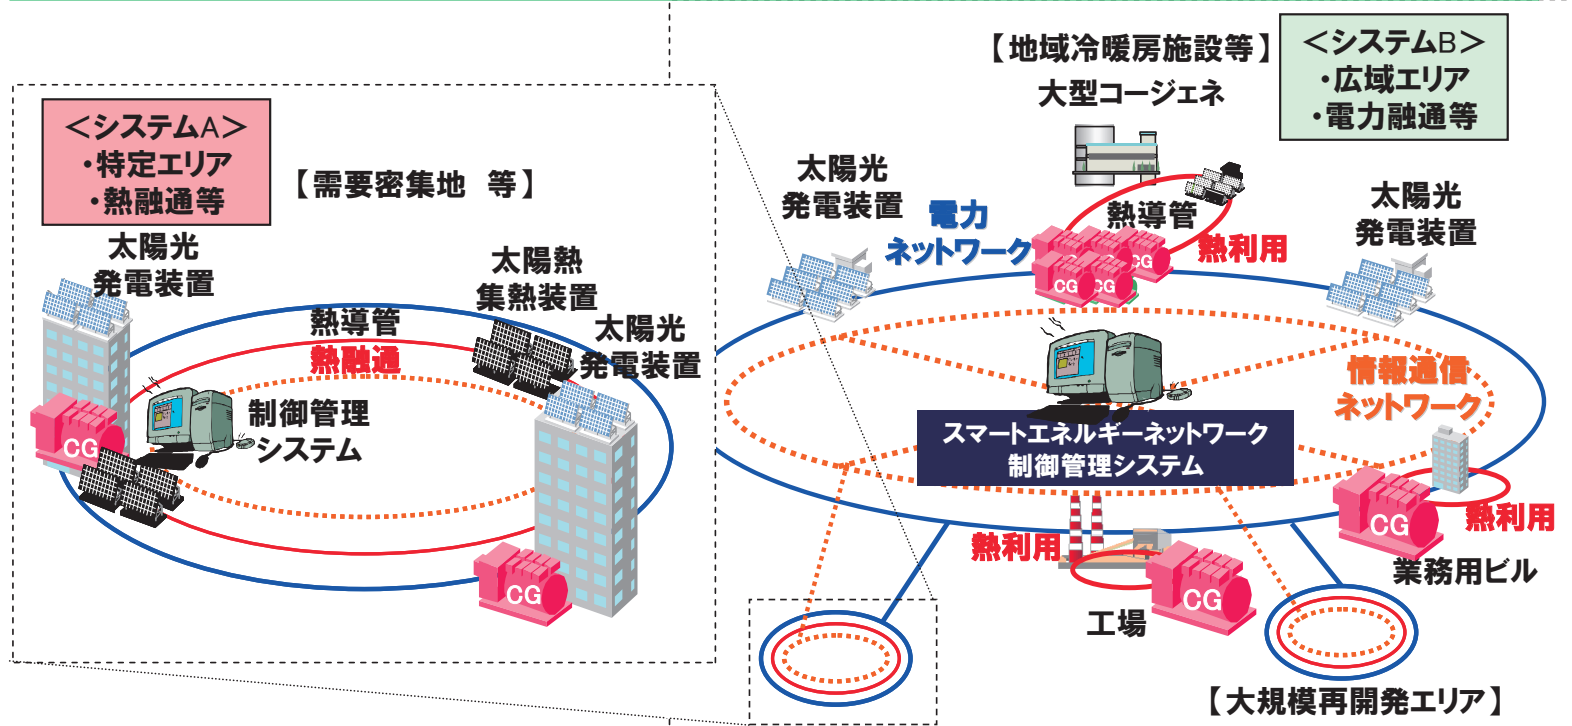 ＜システムA＞
・特定エリア
・熱融通等
【需要密集地　等】
太陽光
発電装置
熱導管
熱融通
太陽熱
集熱装置
太陽光
発電装置
制御管理
システム
CG
CG
＜システムB＞
・広域エリア
・電力融通等
【地域冷暖房施設等】
大型コージェネ
太陽光
発電装置
電力
ネットワーク
熱導管
熱利用
CG
CG
CG
太陽光
発電装置
情報通信
ネットワーク
スマートエネルギーネットワーク
制御管理システム
熱利用
CG
工場
CG
熱利用
業務用ビル
【大規模再開発エリア】